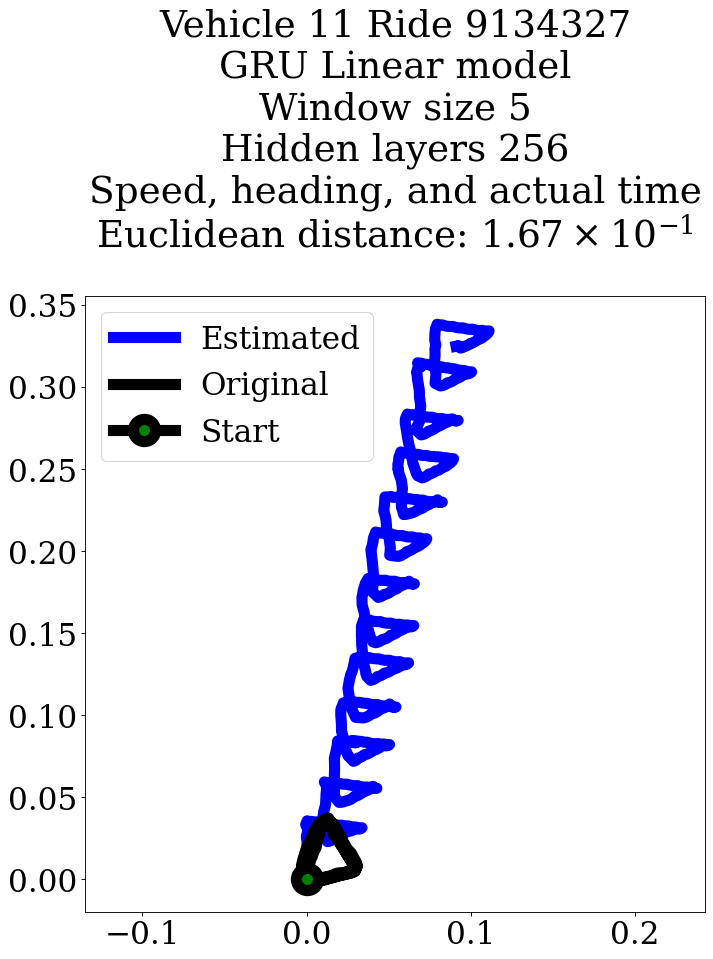 Vehicle 11 Ride 9134327
GRU Linear model
Window size 5
Hidden layers 256
Speed, heading, and actual time
Euclidean distance: 1.67 × 10⁻¹
0.35
0.30
0.25
0.20
0.15
0.10
0.05
0.00
Estimated
Original
Start
−0.1 0.0 0.1 0.2